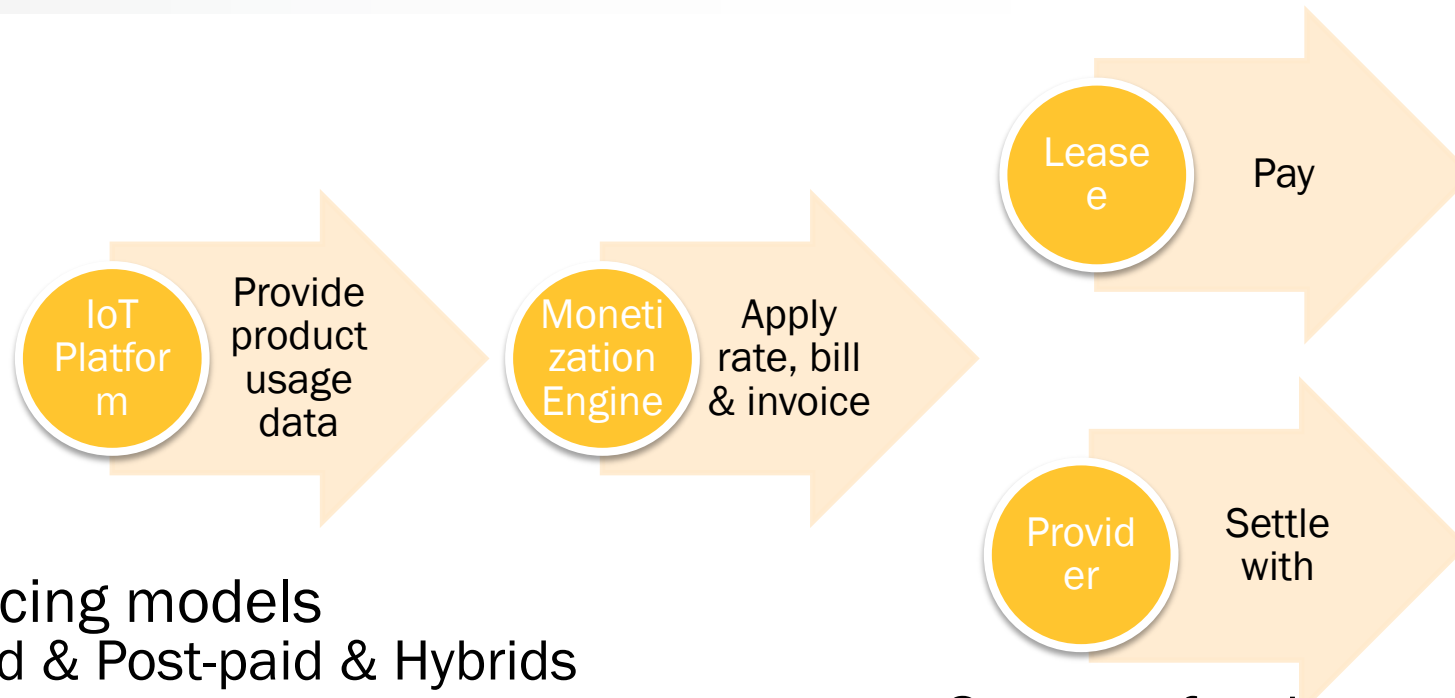 IoT
Platfor
m
Provide
product
usage
data
Moneti
zation
Engine
Apply
rate, bill
& invoice
Lease
e
Pay
Provid
er
Settle
with
cing models
d & Post-paid & Hybrids